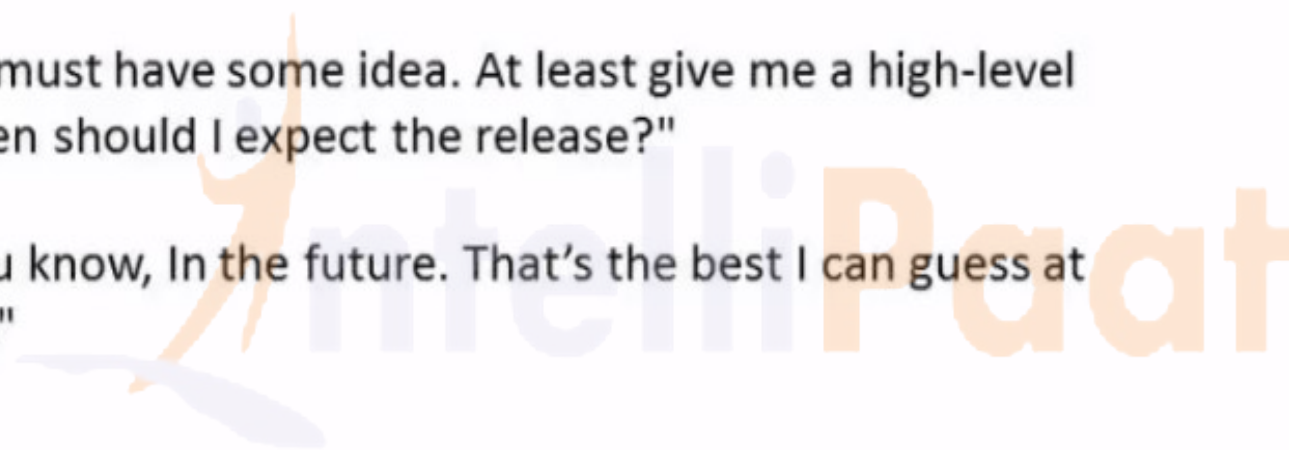 must have some idea. At least give me a high-level
en should I expect the release?"
u know, In the future. That’s the best I can guess at
"
ntelliPaat